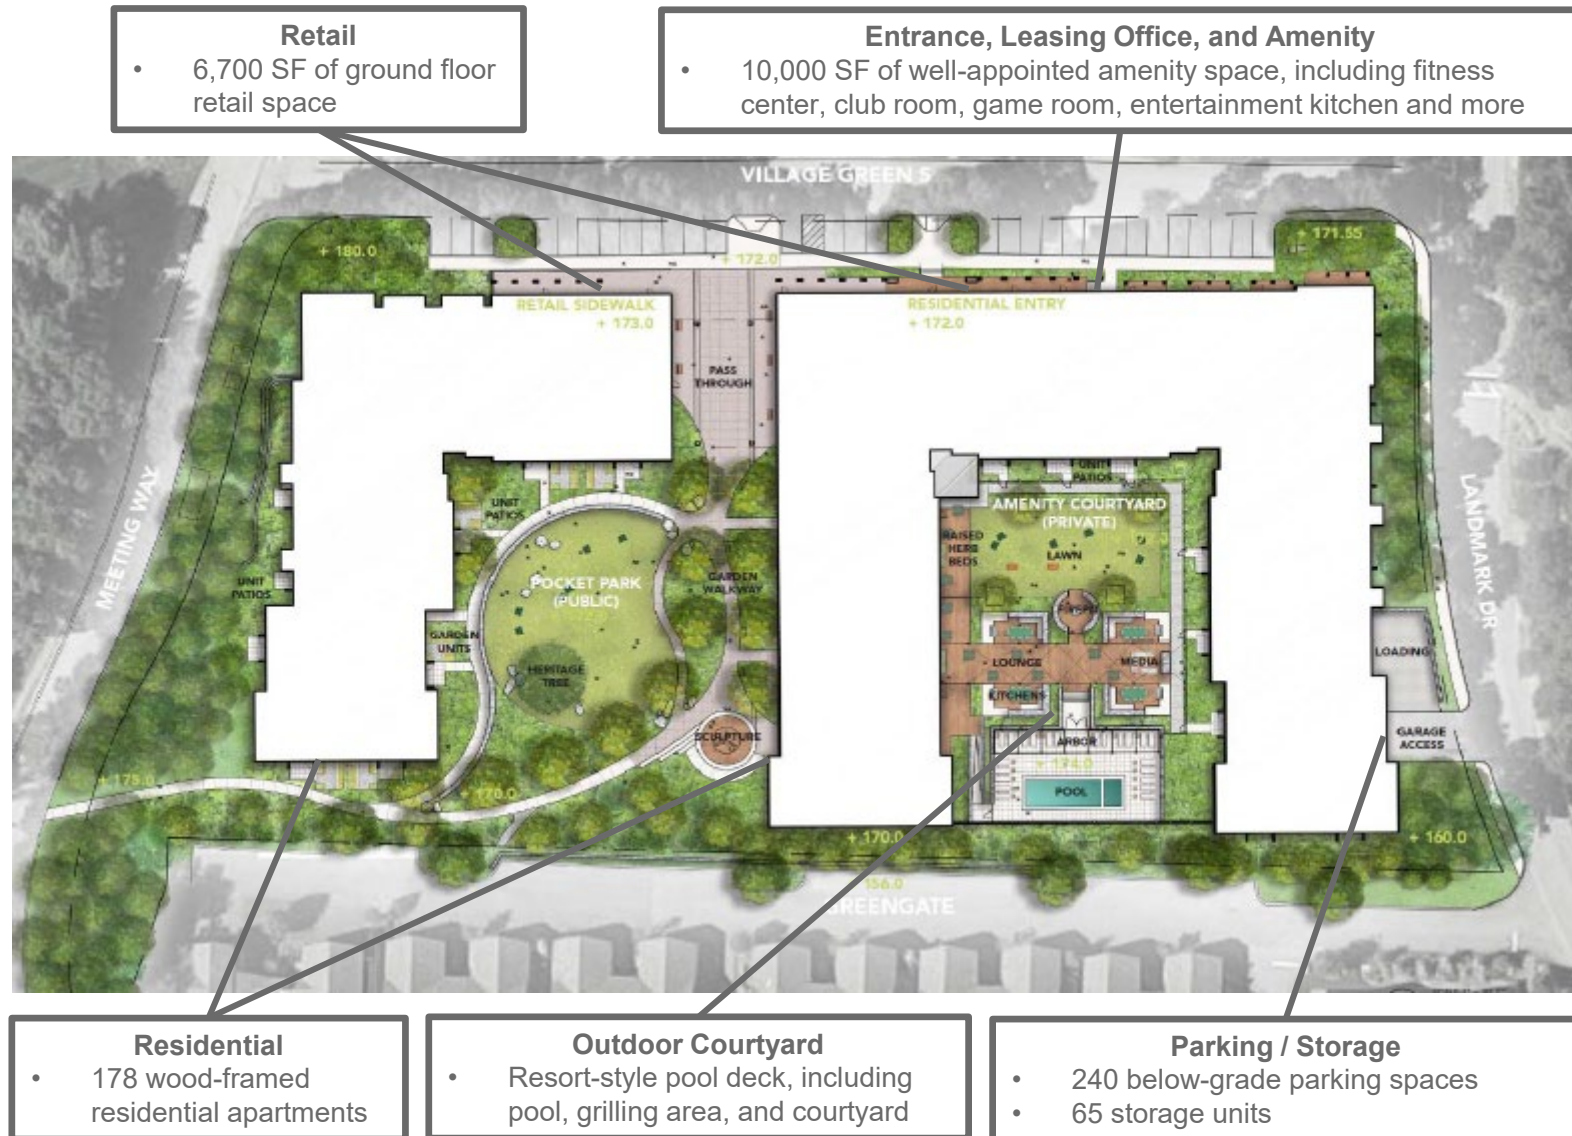 Retail
• 6,700 SF of ground floor
retail space
Entrance, Leasing Office, and Amenity
• 10,000 SF of well-appointed amenity space, including fitness
center, club room, game room, entertainment kitchen and more
VILLAGE GREEN S
+ 180.0
+ 171.55
+ 172.0
RETAIL SIDEWALK
+ 173.0
RESIDENTIAL ENTRY
+ 172.0
PASS
THROUGH
MEETING WAY
LANDMARK DR
UNIT
PATIOS
UNIT
PATIOS
AMENITY COURTYARD
(PRIVATE)
RAISED
HERB
BEDS
LAWN
UNIT
PATIOS
POCKET PARK
(PUBLIC)
GARDEN
WALKWAY
GARDEN
UNITS
HERITAGE
TREE
LOUNGE
MEDIA
KITCHENS
LOADING
SCULPTURE
ARBOR
+ 174.0
GARAGE
ACCESS
+ 175.0
+ 170.0
POOL
+ 170.0
+ 160.0
156.0
GREENGATE
Residential
• 178 wood-framed
residential apartments
Outdoor Courtyard
• Resort-style pool deck, including
pool, grilling area, and courtyard
Parking / Storage
• 240 below-grade parking spaces
• 65 storage units